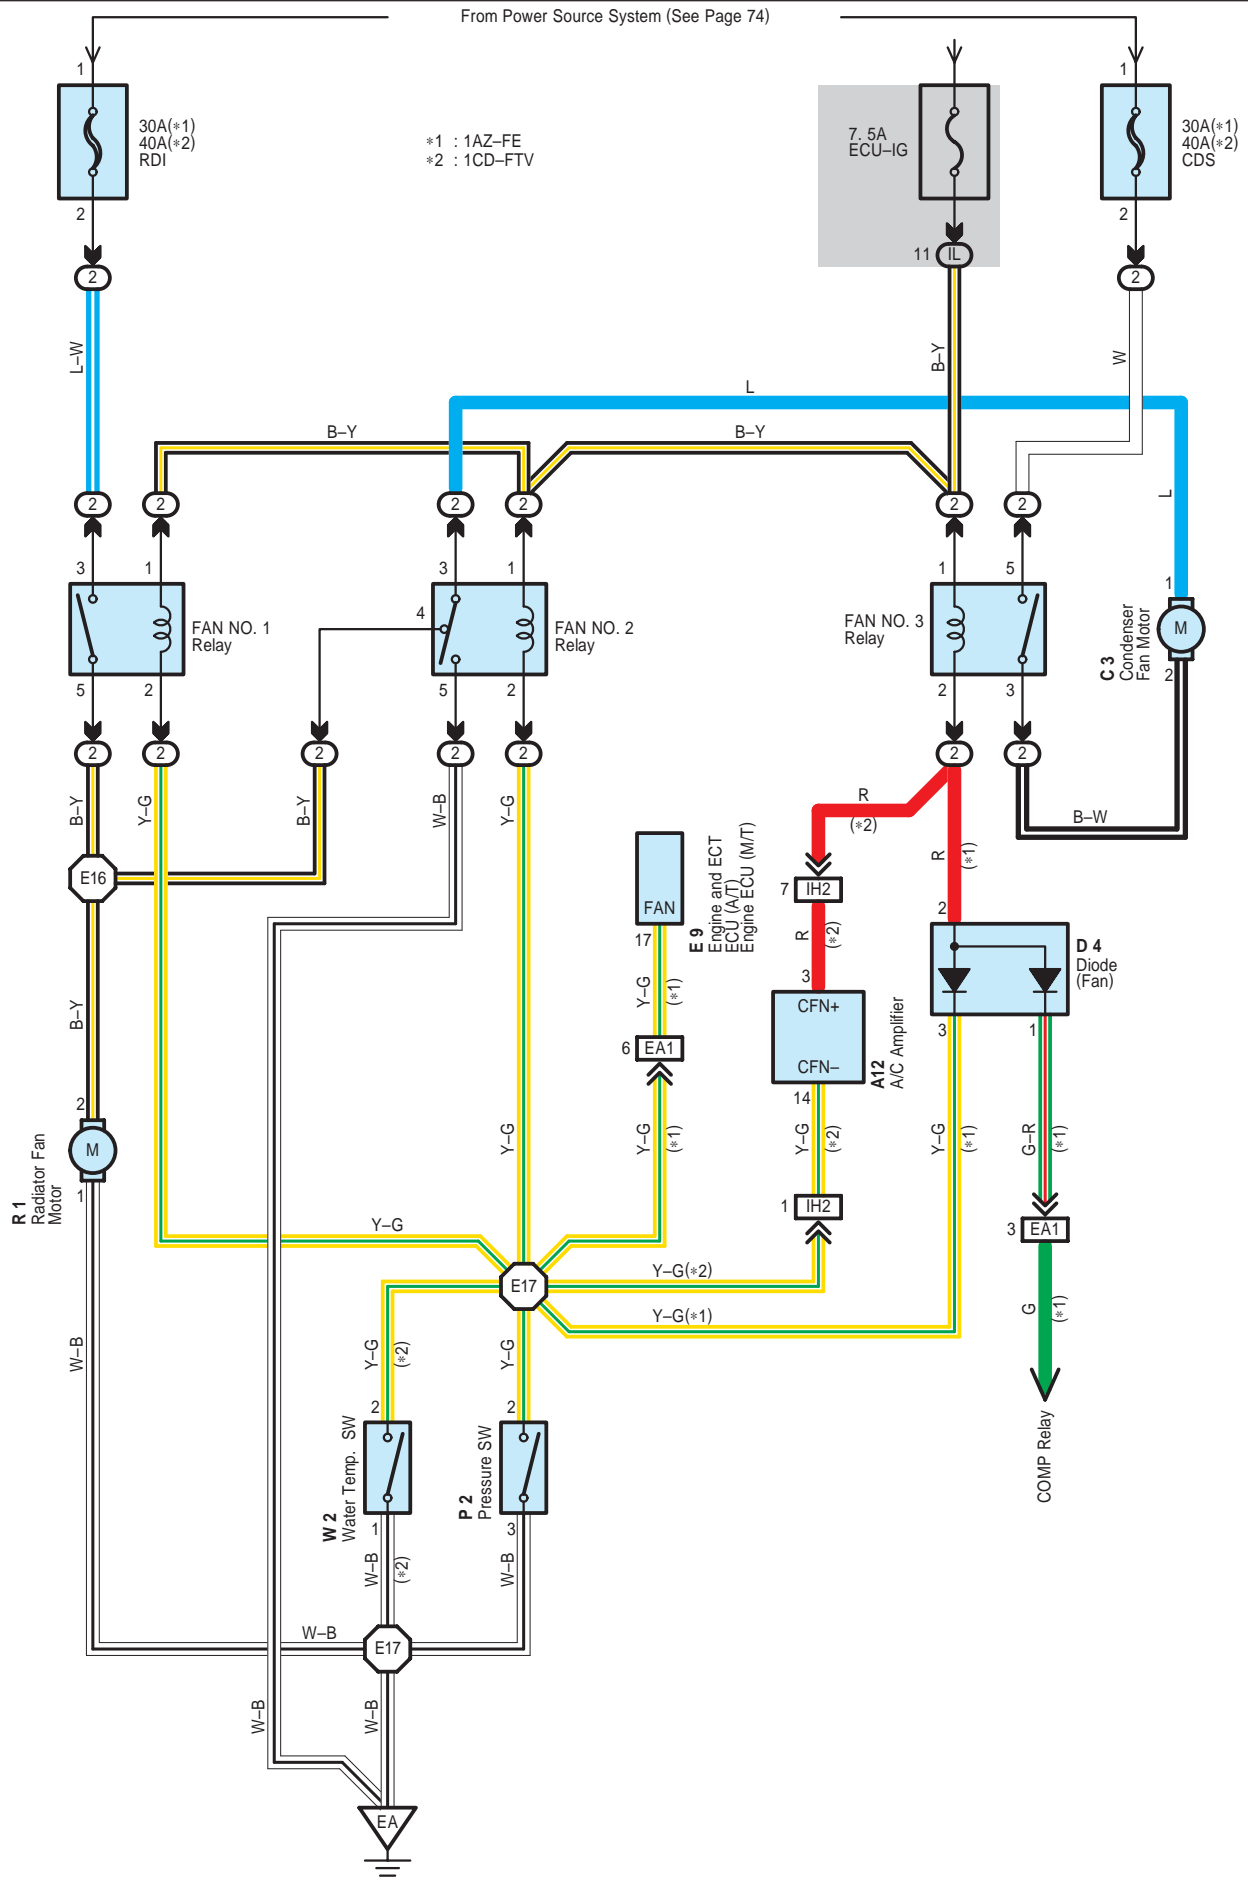 From Power Source System (See Page 74)
1
30A(∗1)
40A(∗2)
RDI
2
2
∗1 : 1AZ–FE
∗2 : 1CD–FTV
7. 5A
ECU–IG
11 IL
1
30A(∗1)
40A(∗2)
CDS
2
2
L–W
B–Y
W
L
B–Y
B–Y
L
2
2
2
2
2
2
3
1
3
1
1
5
1
4
FAN NO. 1
Relay
FAN NO. 2
Relay
FAN NO. 3
Relay
M
C 3
Condenser
Fan Motor
2
5
2
5
2
2
3
2
2
2
2
2
2
2
B–Y
Y–G
B–Y
W–B
Y–G
R
(∗2)
R
(∗1)
B–W
E16
FAN
17
E 9
Engine and ECT
ECU (A/T)
Engine ECU (M/T)
7 IH2
R
(∗2)
3
2
D 4
Diode
(Fan)
CFN+
CFN–
A12
A/C Amplifier
14
3
1
B–Y
Y–G
(∗1)
6 EA1
2
M
1
R 1
Radiator Fan
Motor
Y–G
Y–G
(∗1)
Y–G
(∗2)
Y–G
(∗1)
G–R
(∗1)
1 IH2
3 EA1
Y–G
E17
Y–G(∗2)
Y–G(∗1)
G
(∗1)
COMP Relay
W–B
Y–G
(∗2)
Y–G
2
2
W 2
Water Temp. SW
P 2
Pressure SW
1
3
W–B
(∗2)
W–B
W–B
E17
W–B
W–B
EA